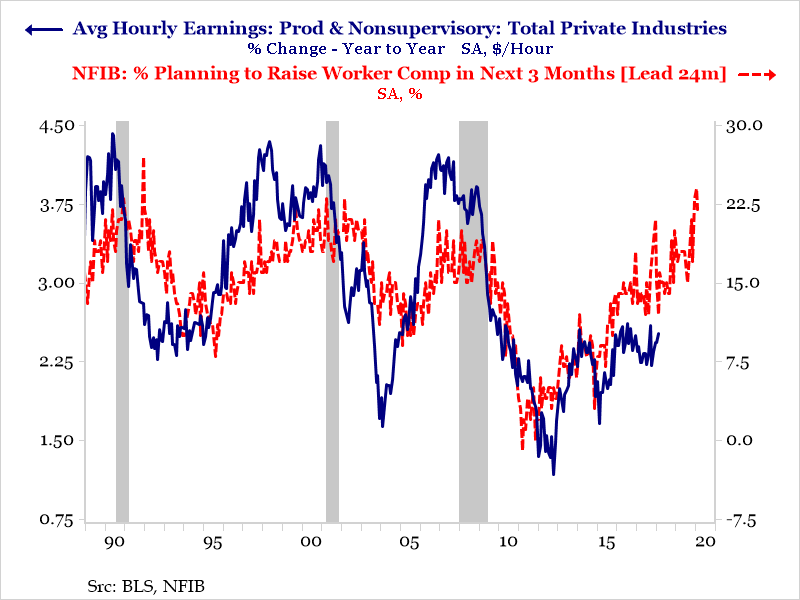 Avg Hourly Earnings: Prod & Nonsupervisory: Total Private Industries
% Change - Year to Year SA, $/Hour
NFIB: % Planning to Raise Worker Comp in Next 3 Months [Lead 24m]
SA, %
4.50 30.0
3.75 22.5
3.00 15.0
2.25 7.5
1.50 0.0
0.75 -7.5
90 95 00 05 10 15 20
Src: BLS, NFIB